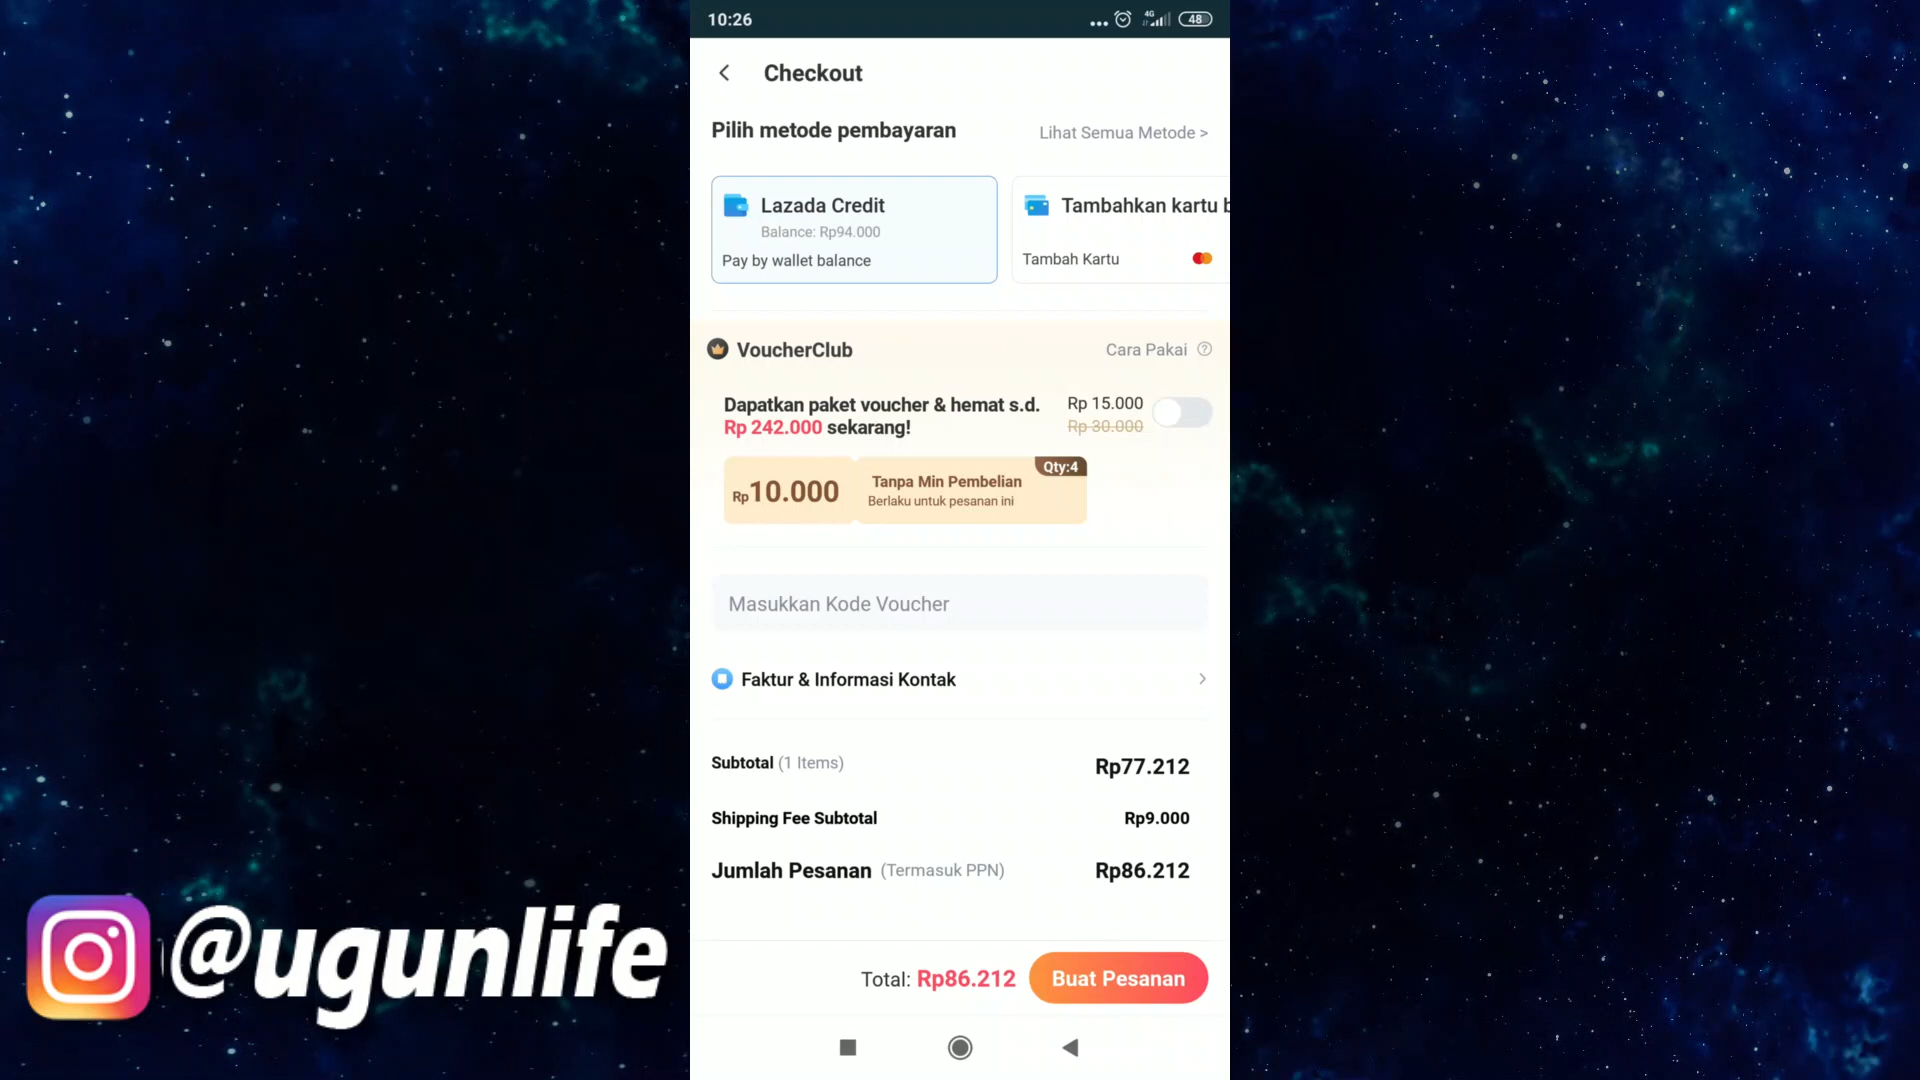 10:26
4G
48
Checkout
Pilih metode pembayaran
Lihat Semua Metode >
Lazada Credit
Balance: Rp94.000
Pay by wallet balance
Tambahkan kartu b
Tambah Kartu
VoucherClub
Cara Pakai
Dapatkan paket voucher & hemat s.d.
Rp 242.000 sekarang!
Rp 15.000
Rp 30.000
Qty:4
Rp10.000
Tanpa Min Pembelian
Berlaku untuk pesanan ini
Masukkan Kode Voucher
Faktur & Informasi Kontak
Subtotal (1 Items)
Rp77.212
Shipping Fee Subtotal
Rp9.000
Jumlah Pesanan (Termasuk PPN)
Rp86.212
Total: Rp86.212
Buat Pesanan
@ugunlife